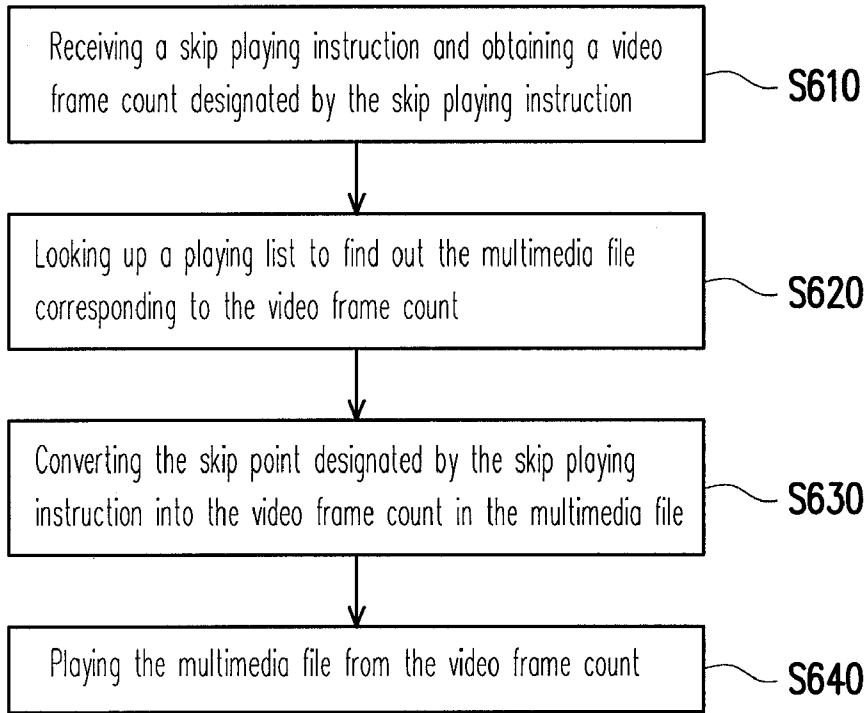 Receiving a skip playing instruction and obtaining a video
frame count designated by the skip playing instruction
S610
Looking up a playing list to find out the multimedia file
corresponding to the video frame count
S620
Converting the skip point designated by the skip playing
instruction into the video frame count in the multimedia file
S630
Playing the multimedia file from the video frame count
S640